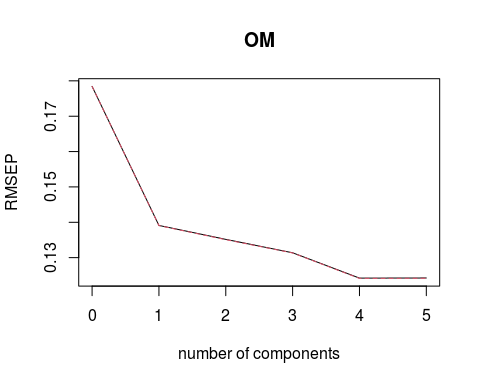 OM
RMSEP
0.17
0.15
0.13
0 1 2 3 4 5
number of components